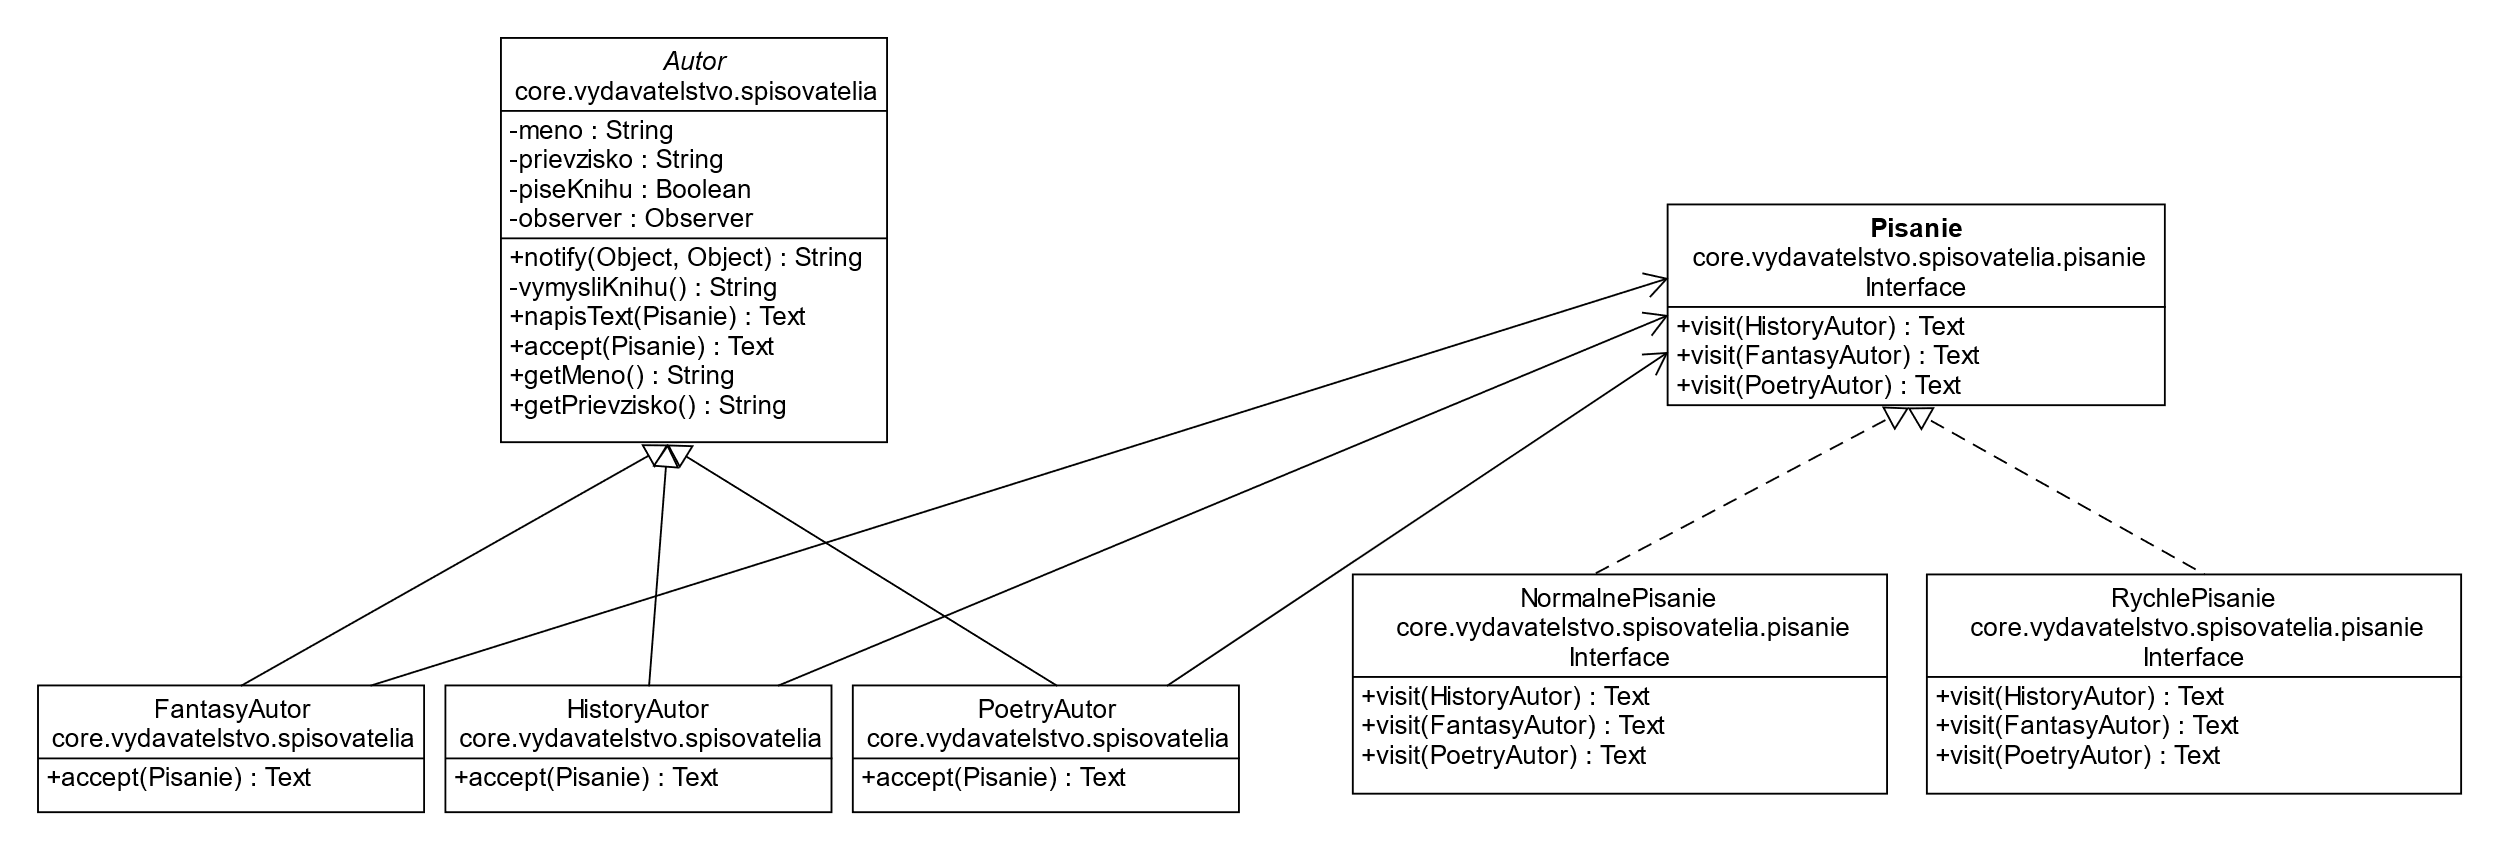 Autor
core.vydavatelstvo.spisovatelia
-meno : String
-prievzisko : String
-piseKnihu : Boolean
-observer : Observer
+notify(Object, Object) : String
-vymysliKnihu() : String
+napisText(Pisanie) : Text
+accept(Pisanie) : Text
+getMeno() : String
+getPrievzisko() : String
Pisanie
core.vydavatelstvo.spisovatelia.pisanie
Interface
+visit(HistoryAutor) : Text
+visit(FantasyAutor) : Text
+visit(PoetryAutor) : Text
FantasyAutor
core.vydavatelstvo.spisovatelia
+accept(Pisanie) : Text
HistoryAutor
core.vydavatelstvo.spisovatelia
+accept(Pisanie) : Text
PoetryAutor
core.vydavatelstvo.spisovatelia
+accept(Pisanie) : Text
NormalnePisanie
core.vydavatelstvo.spisovatelia.pisanie
Interface
+visit(HistoryAutor) : Text
+visit(FantasyAutor) : Text
+visit(PoetryAutor) : Text
RychlePisanie
core.vydavatelstvo.spisovatelia.pisanie
Interface
+visit(HistoryAutor) : Text
+visit(FantasyAutor) : Text
+visit(PoetryAutor) : Text